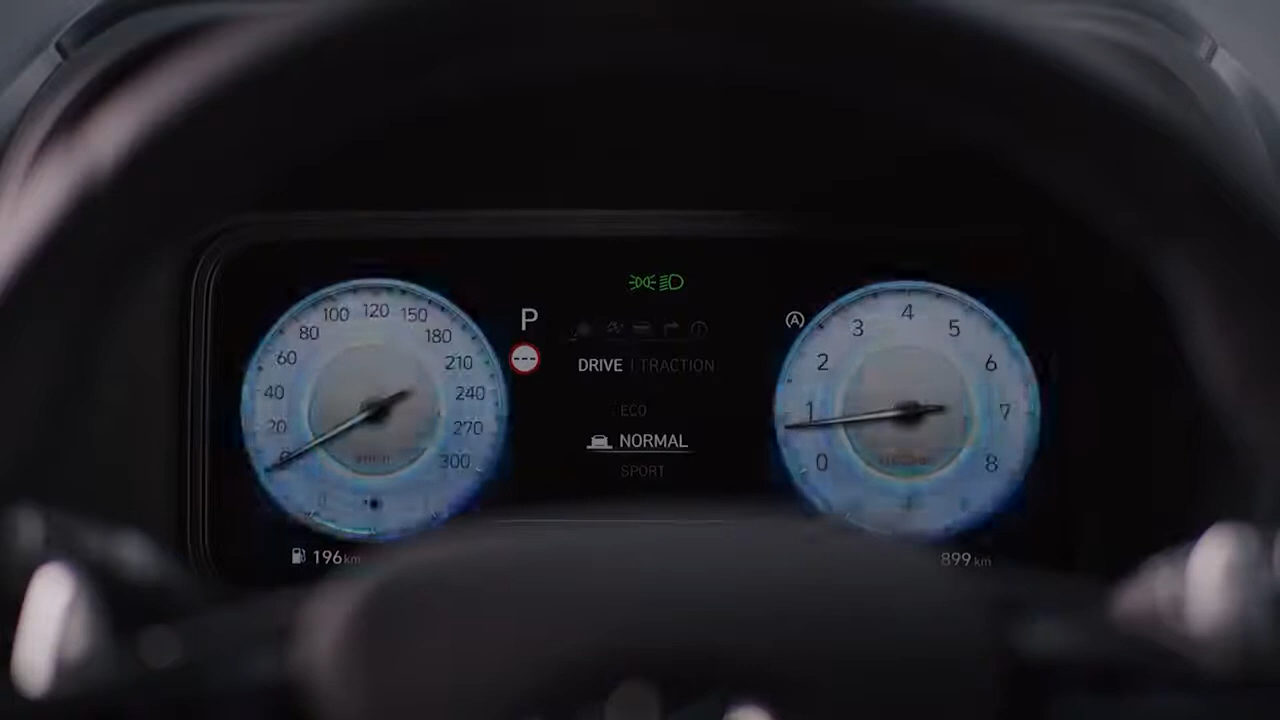 100 120 150
80 180
60 210
40 240
20 270
0 300
P
---
DRIVE | TRACTION
ECO
NORMAL
SPORT
A
4
3 5
2 6
1 7
0 8
196 km
899 km